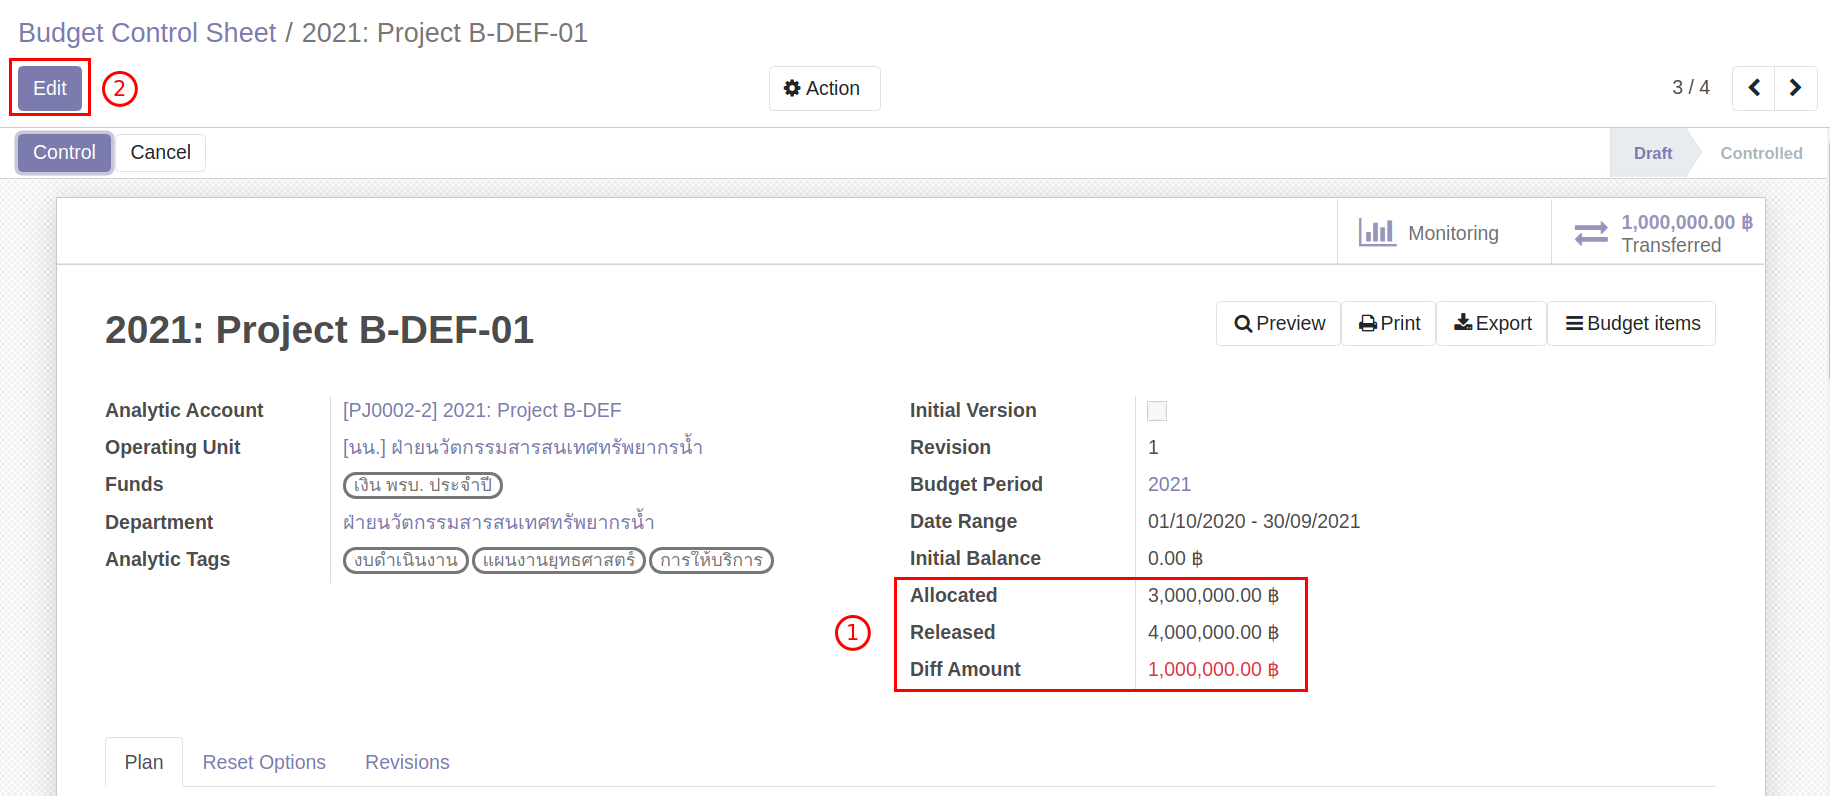 Budget Control Sheet / 2021: Project B-DEF-01
Edit 2 Action 3 / 4
Control Cancel Draft Controlled
Monitoring 1,000,000.00 ฿
Transferred
2021: Project B-DEF-01 Preview Print Export Budget items
Analytic Account [PJ0002-2] 2021: Project B-DEF
Operating Unit [นน.] ฝ่ายนวัตกรรมสารสนเทศทรัพยากรน้ำ
Funds เงิน พรบ. ประจำปี
Department ฝ่ายนวัตกรรมสารสนเทศทรัพยากรน้ำ
Analytic Tags งบดำเนินงาน แผนงานยุทธศาสตร์ การให้บริการ
Initial Version
Revision 1
Budget Period 2021
Date Range 01/10/2020 - 30/09/2021
Initial Balance 0.00 ฿
Allocated 3,000,000.00 ฿
1 Released 4,000,000.00 ฿
Diff Amount 1,000,000.00 ฿
Plan Reset Options Revisions